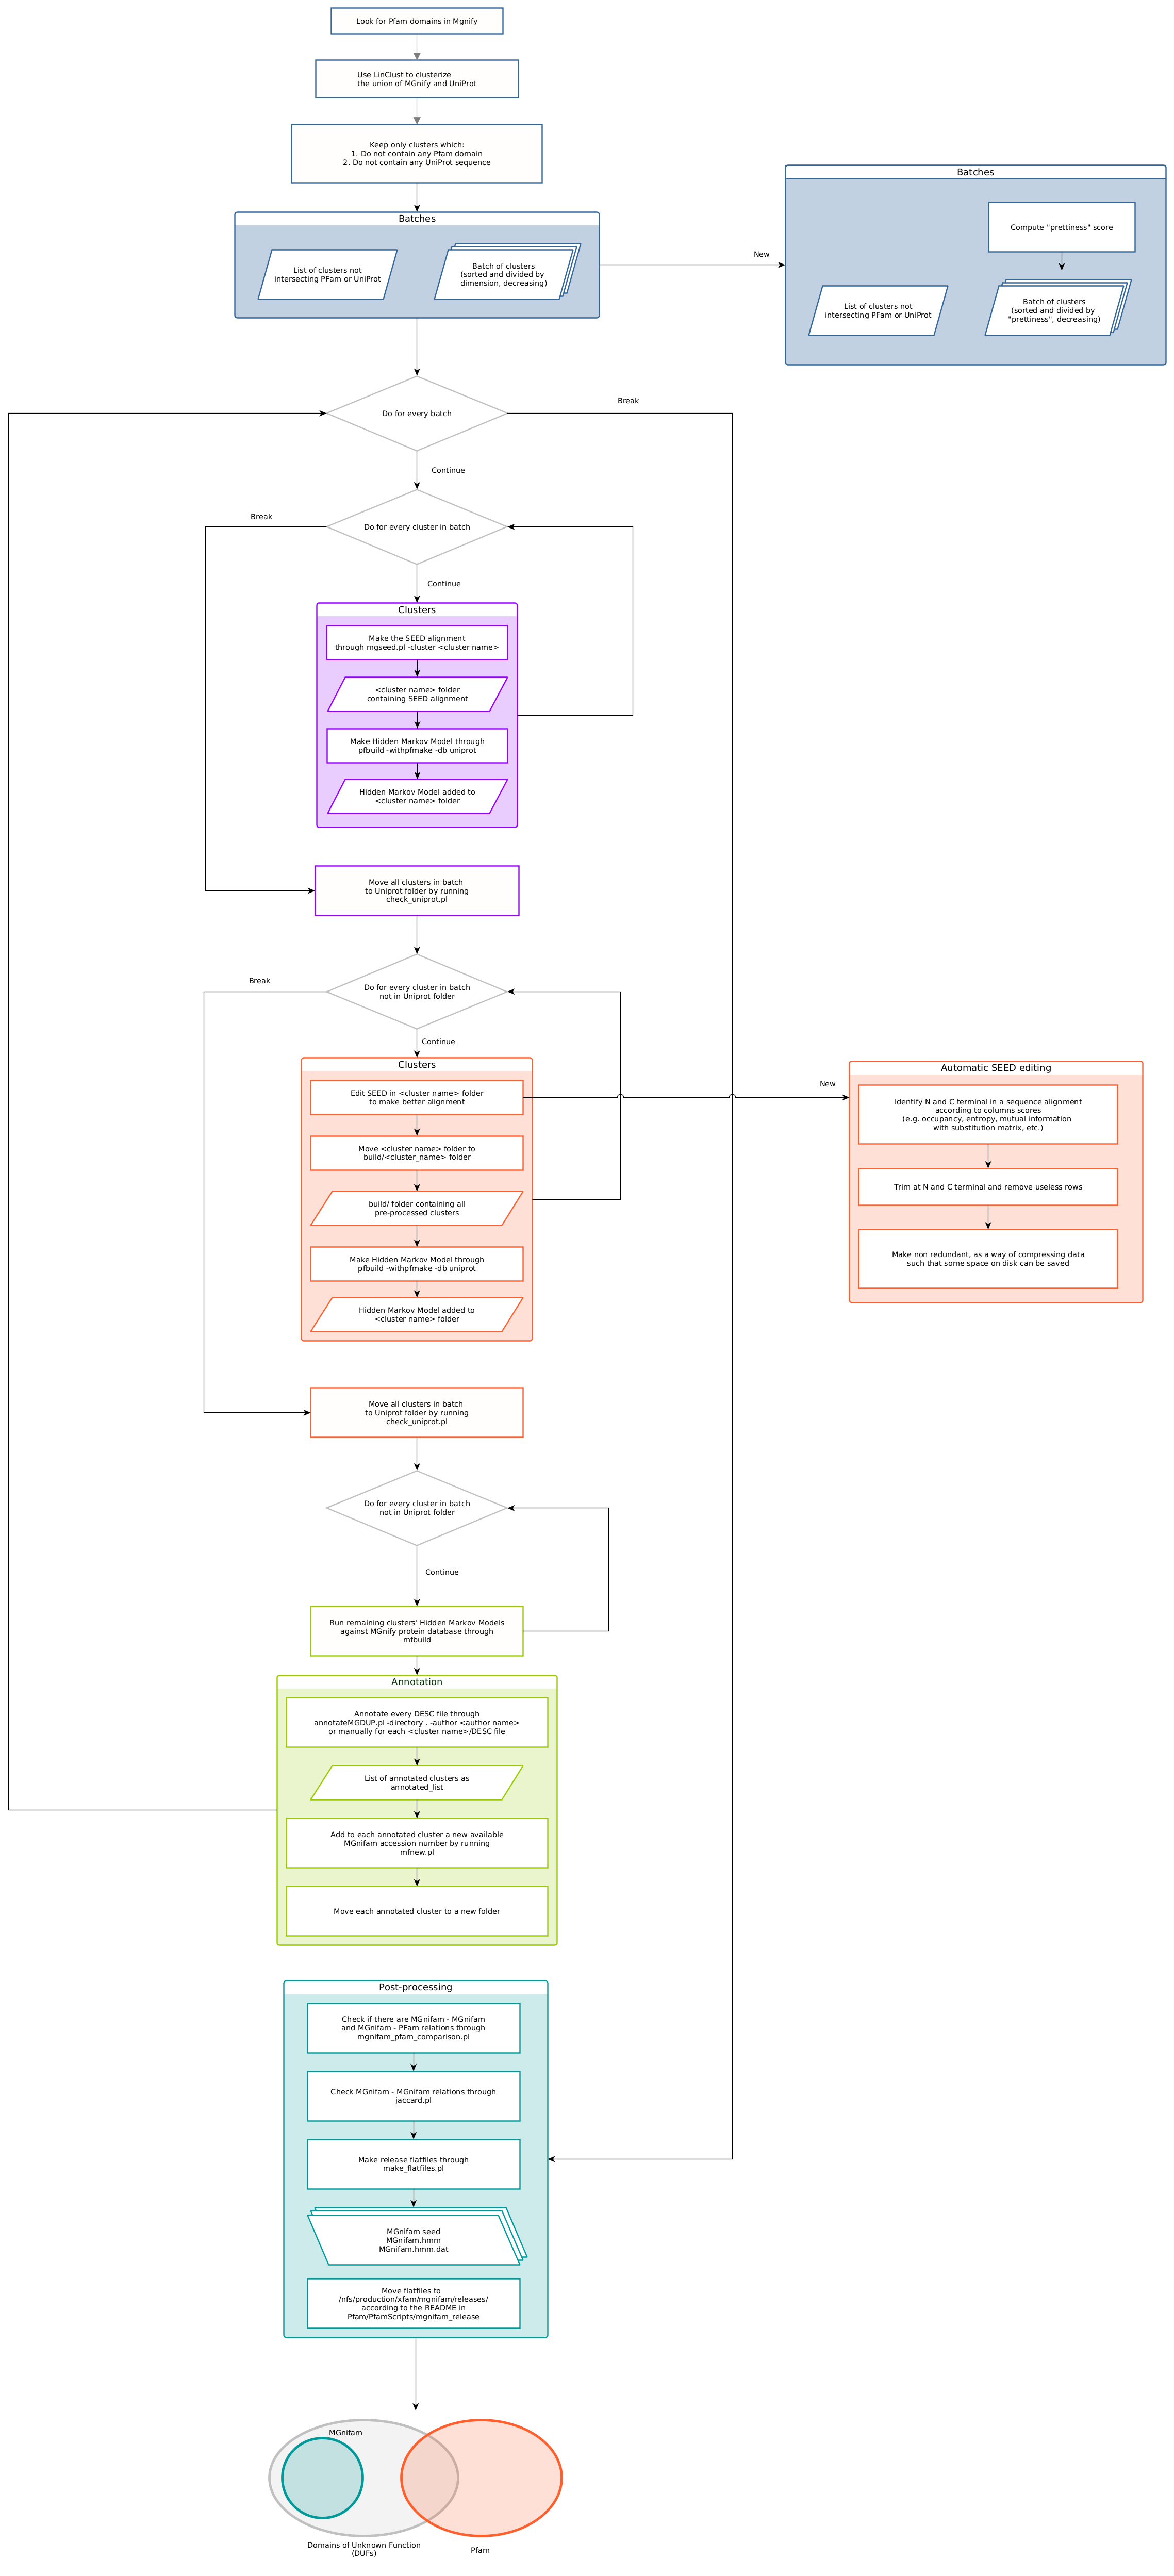 Look for Pfam domains in Mgnify
Use LinClust to clusterize
the union of MGnify and UniProt
Keep only clusters which:
1. Do not contain any Pfam domain
2. Do not contain any UniProt sequence
Batches
List of clusters not
intersecting PFam or UniProt
Batch of clusters
(sorted and divided by
dimension, decreasing)
New
Batches
Compute "prettiness" score
List of clusters not
intersecting PFam or UniProt
Batch of clusters
(sorted and divided by
"prettiness", decreasing)
Do for every batch
Break
Continue
Do for every cluster in batch
Break
Continue
Clusters
Make the SEED alignment
through mgseed.pl -cluster <cluster name>
<cluster name> folder
containing SEED alignment
Make Hidden Markov Model through
pfbuild -withpfmake -db uniprot
Hidden Markov Model added to
<cluster name> folder
Move all clusters in batch
to Uniprot folder by running
check_uniprot.pl
Do for every cluster in batch
not in Uniprot folder
Break
Continue
Clusters
Edit SEED in <cluster name> folder
to make better alignment
Move <cluster name> folder to
build/<cluster_name> folder
build/ folder containing all
pre-processed clusters
Make Hidden Markov Model through
pfbuild -withpfmake -db uniprot
Hidden Markov Model added to
<cluster name> folder
New
Automatic SEED editing
Identify N and C terminal in a sequence alignment
according to columns scores
(e.g. occupancy, entropy, mutual information
with substitution matrix, etc.)
Trim at N and C terminal and remove useless rows
Make non redundant, as a way of compressing data
such that some space on disk can be saved
Move all clusters in batch
to Uniprot folder by running
check_uniprot.pl
Do for every cluster in batch
not in Uniprot folder
Continue
Run remaining clusters' Hidden Markov Models
against MGnify protein database through
mfbuild
Annotation
Annotate every DESC file through
annotateMGDUP.pl -directory . -author <author name>
or manually for each <cluster name>/DESC file
List of annotated clusters as
annotated_list
Add to each annotated cluster a new available
MGnifam accession number by running
mfnew.pl
Move each annotated cluster to a new folder
Post-processing
Check if there are MGnifam - MGnifam
and MGnifam - PFam relations through
mgnifam_pfam_comparison.pl
Check MGnifam - MGnifam relations through
jaccard.pl
Make release flatfiles through
make_flatfiles.pl
MGnifam seed
MGnifam.hmm
MGnifam.hmm.dat
Move flatfiles to
/nfs/production/xfam/mgnifam/releases/
according to the README in
Pfam/PfamScripts/mgnifam_release
MGnifam
Domains of Unknown Function
(DUFs)
Pfam